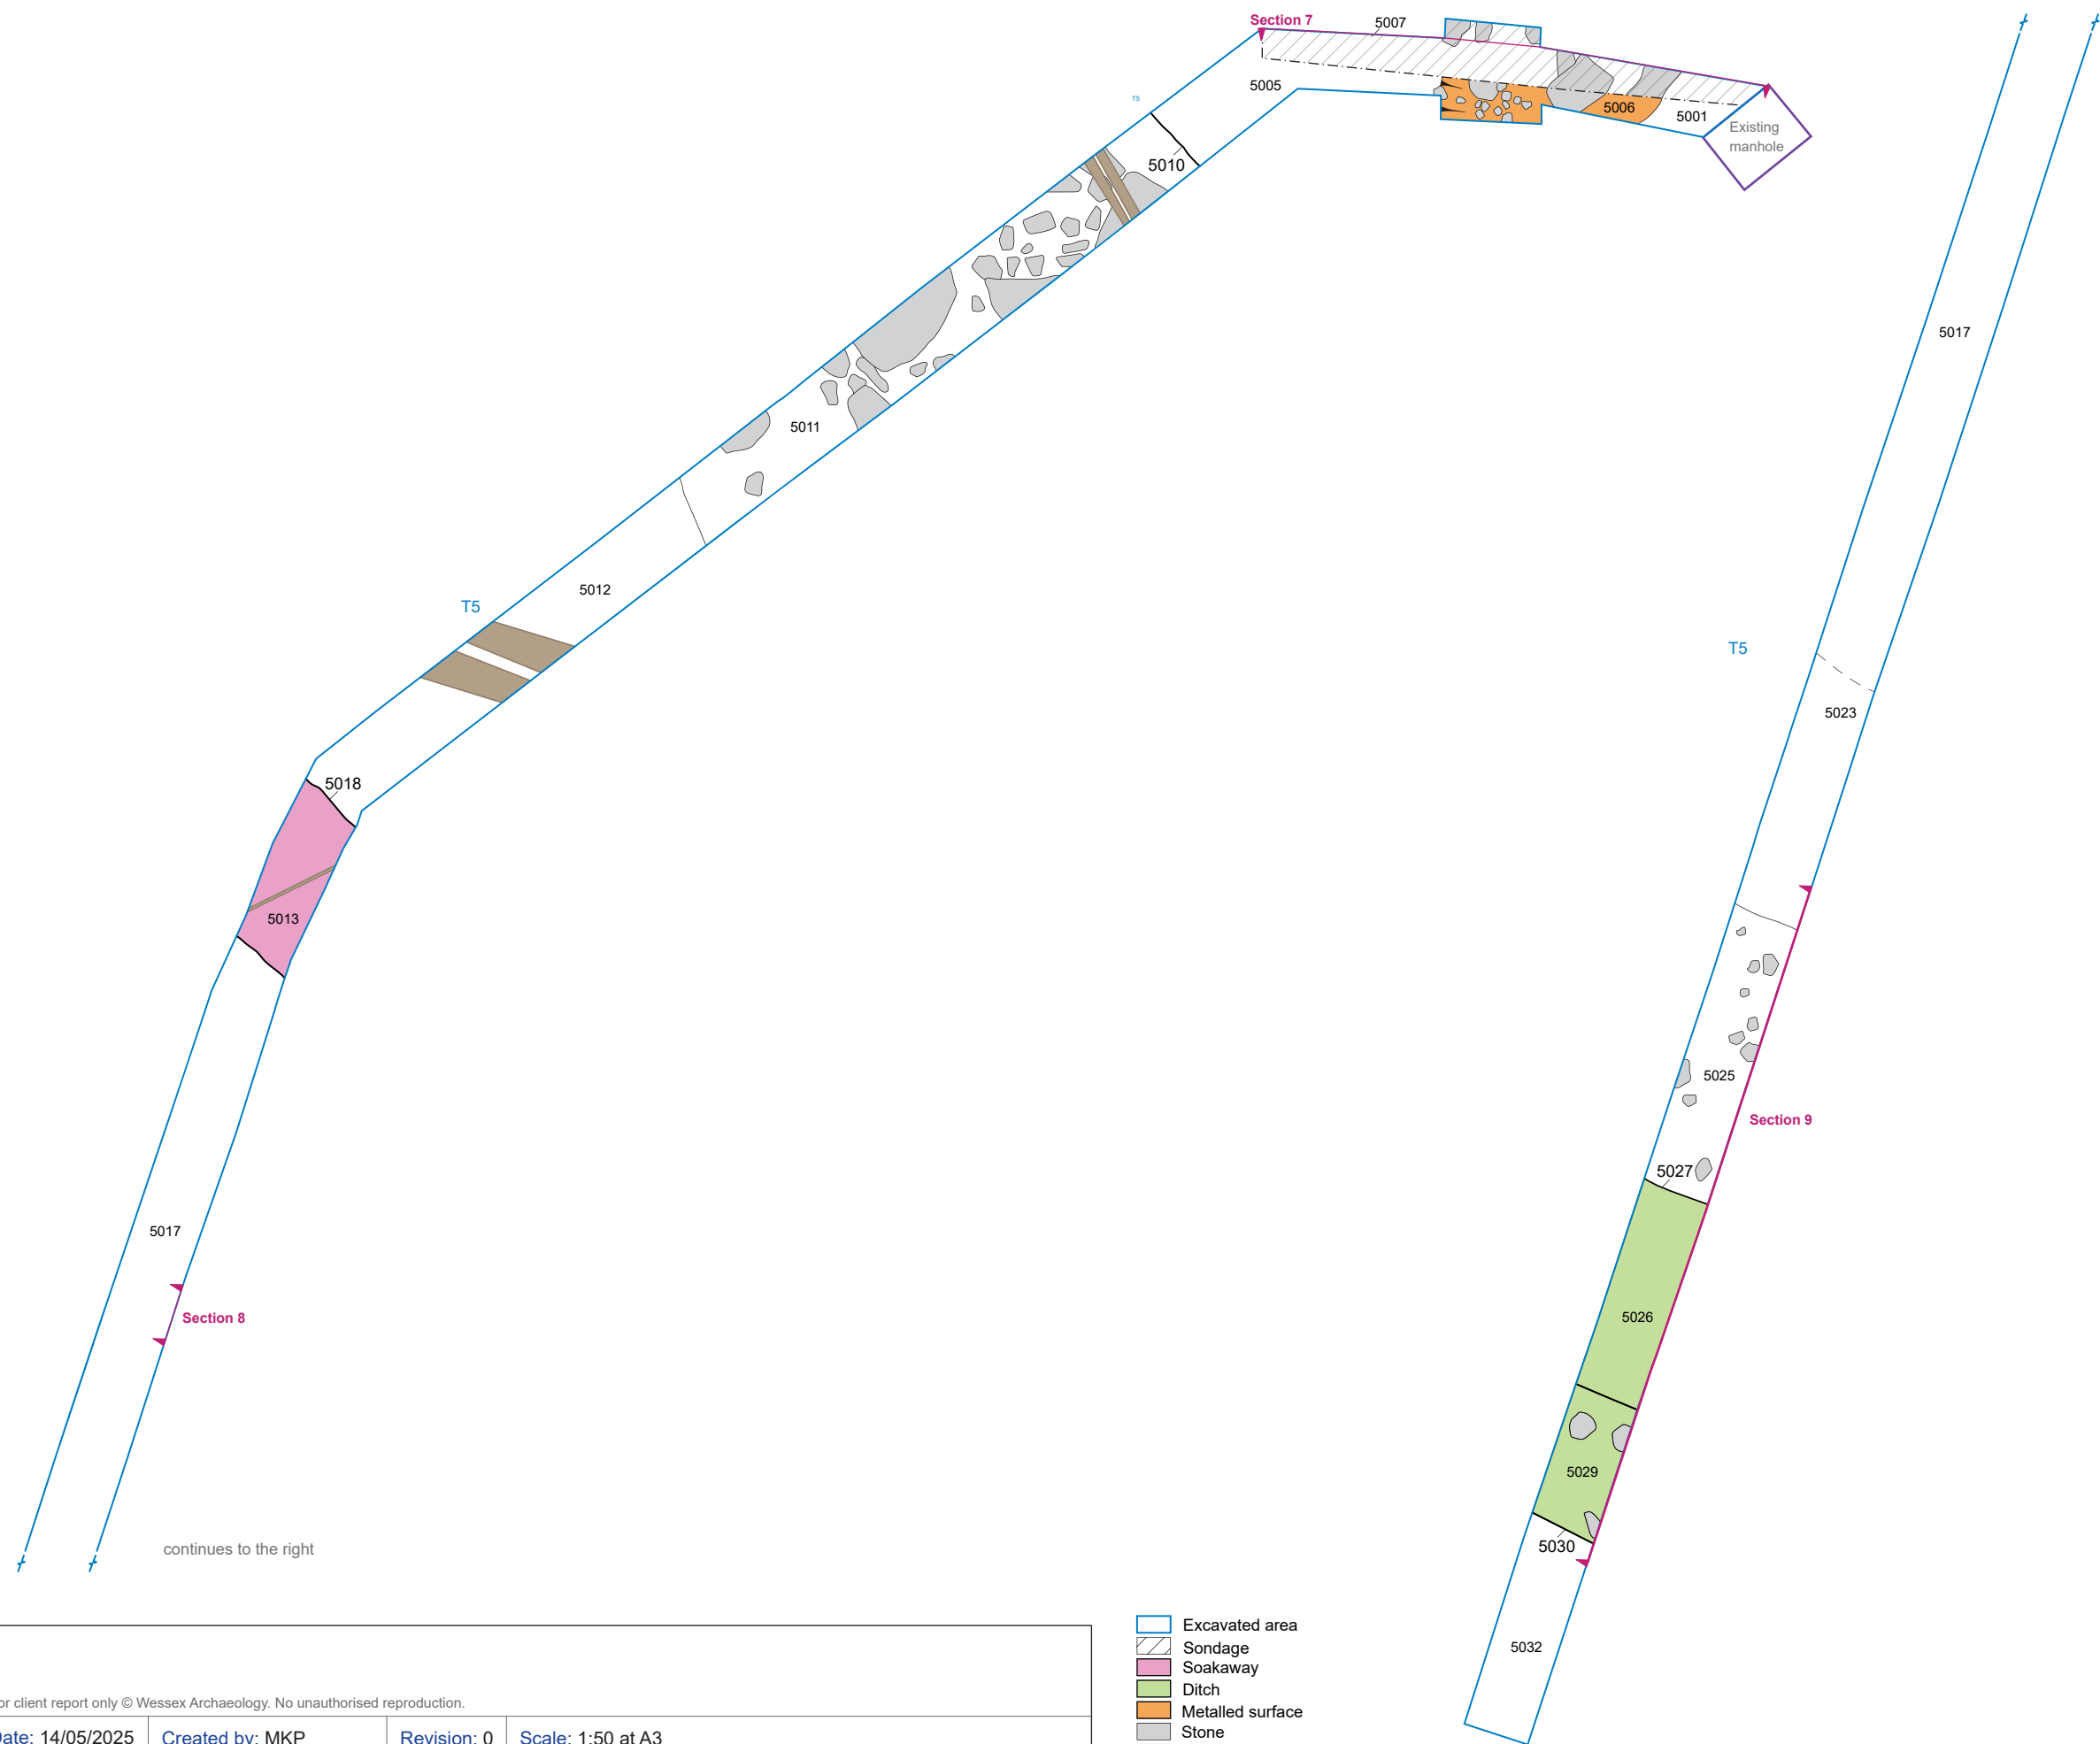 Section 7
5007
5005
5006
5001
Existing
manhole
T5
5010
5017
5011
5012
T5
T5
5023
5018
5013
5025
Section 9
5027
5017
Section 8
5026
5029
5030
continues to the right
5032
Excavated area
Sondage
Soakaway
Ditch
Metalled surface
Stone
or client report only © Wessex Archaeology. No unauthorised reproduction.
Date: 14/05/2025 Created by: MKP Revision: 0 Scale: 1:50 at A3